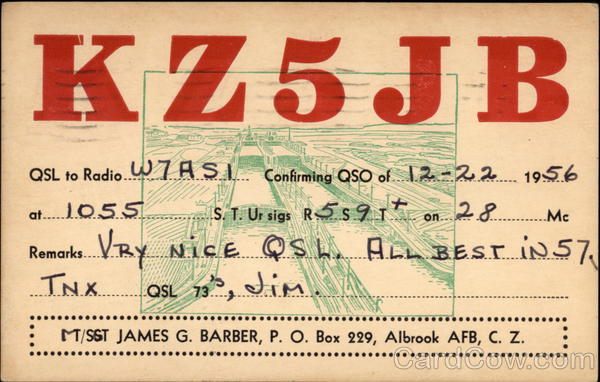 KZ5JB
QSL to Radio W7ASI Confirming QSO of 12-22 1956
at 1055 S. T. Ur sigs R 5 S 9 T + on 28 Mc
Remarks VRY NICE QSL. ALL BEST IN 57,
TNX QSL 73's, Jim.
M/SGT JAMES G. BARBER, P. O. Box 229, Albrook AFB, C. Z.
CardCow.com